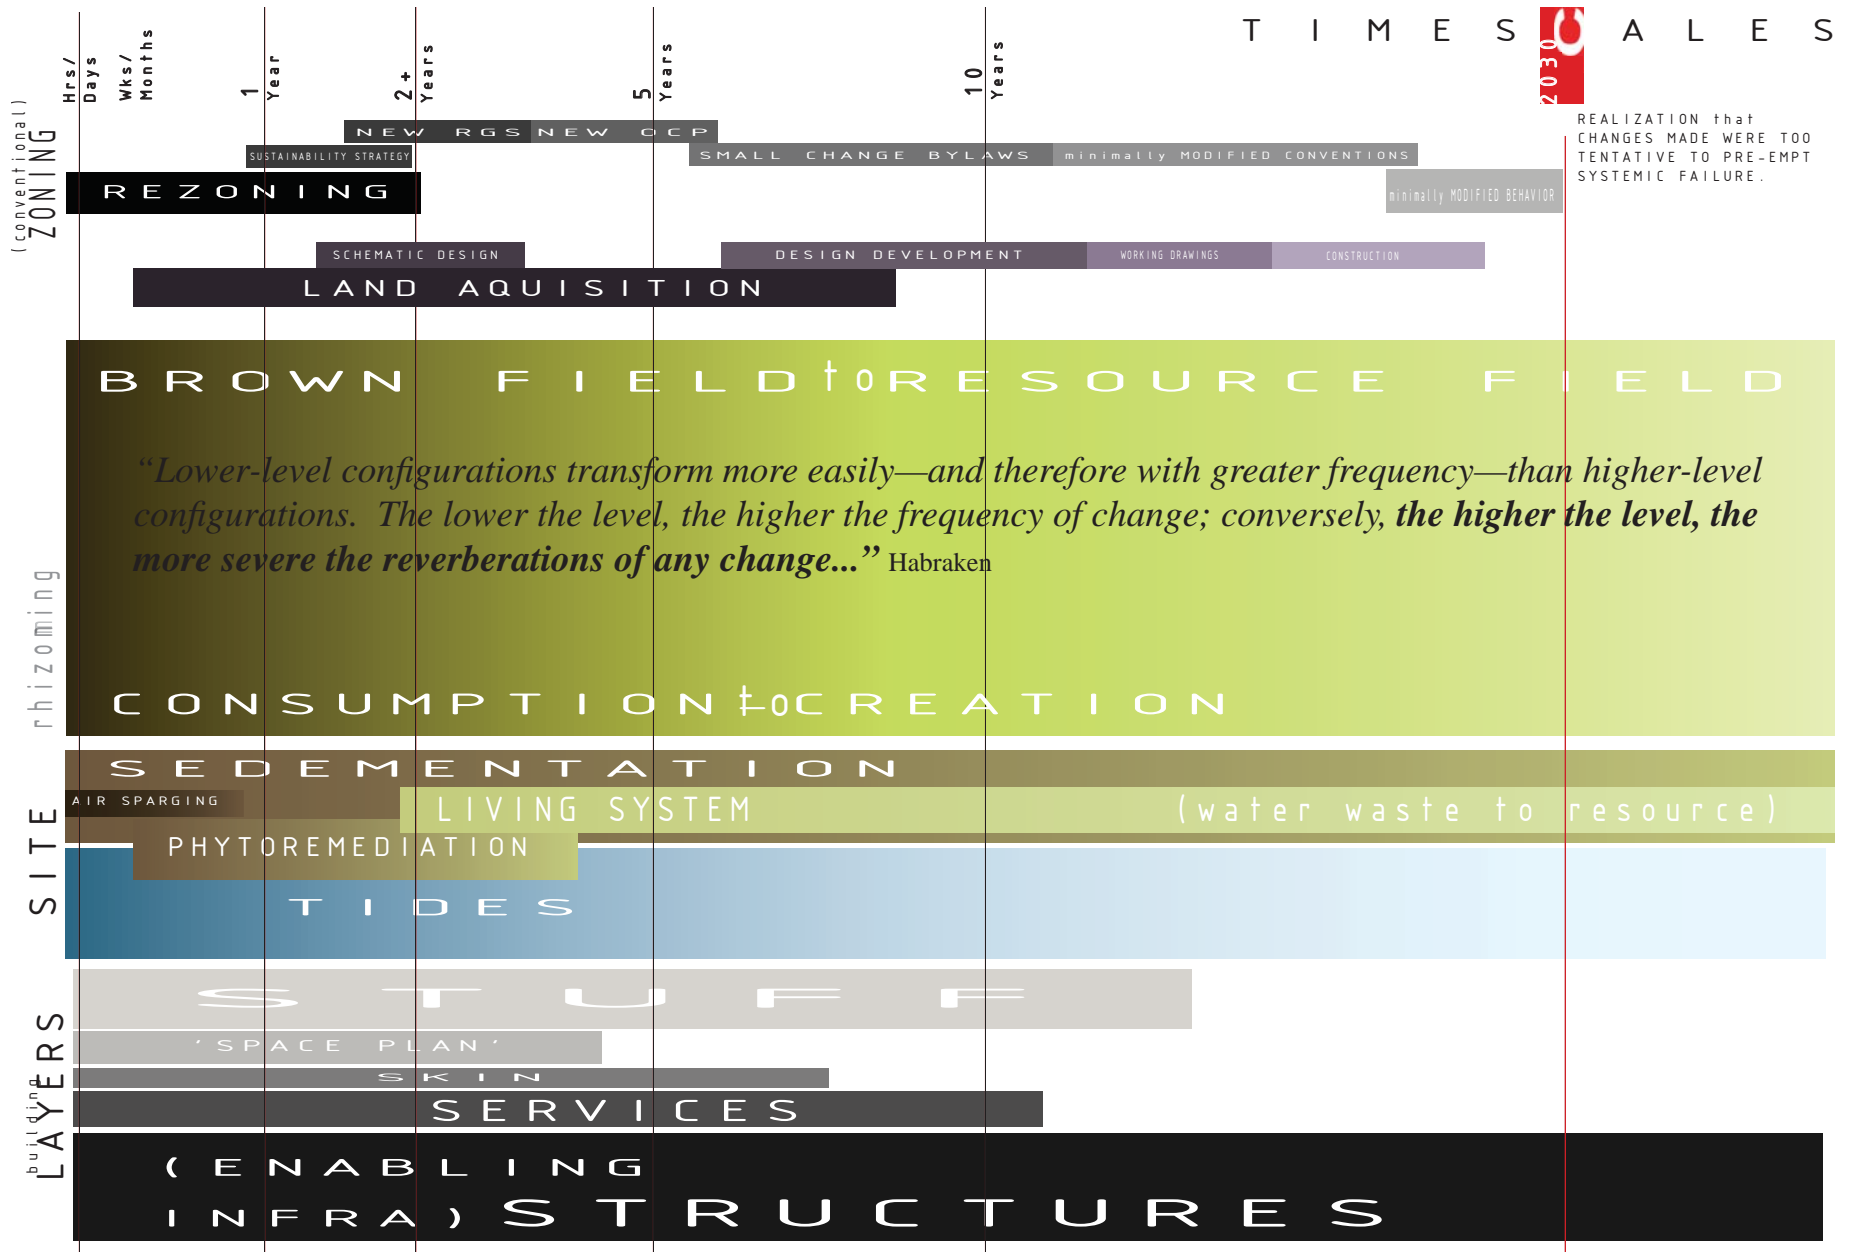 TIMESCALES
Hrs/
Days
Wks/
Months
1
Year
2+
Years
5
Years
10
Years
2030
REALIZATION that
CHANGES MADE WERE TOO
TENTATIVE TO PRE-EMPT
SYSTEMIC FAILURE.
(conventional)
ZONING
NEW RGS NEW OCP
SUSTAINABILITY STRATEGY
SMALL CHANGE BYLAWS minimally MODIFIED CONVENTIONS
REZONING
minimally MODIFIED BEHAVIOR
SCHEMATIC DESIGN
DESIGN DEVELOPMENT
WORKING DRAWINGS
CONSTRUCTION
LAND AQUISITION
rhizoming
BROWN FIELD to RESOURCE FIELD
“Lower-level configurations transform more easily—and therefore with greater frequency—than higher-level
configurations. The lower the level, the higher the frequency of change; conversely, the higher the level, the
more severe the reverberations of any change...” Habraken
CONSUMPTION to CREATION
SITE
SEDEMENTATION
AIR SPARGING
LIVING SYSTEM (water waste to resource)
PHYTOREMEDIATION
TIDES
building
LAYERS
STUFF
'SPACE PLAN'
SKIN
SERVICES
(ENABLING
INFRA)STRUCTURES